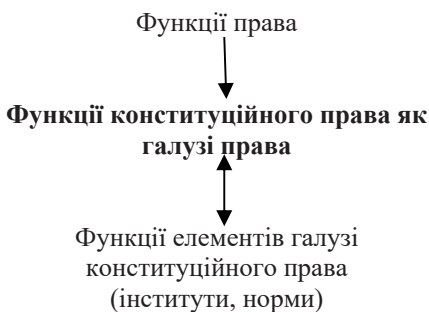 Функції права
Функції конституційного права як
галузі права
Функції елементів галузі
конституційного права
(інститути, норми)